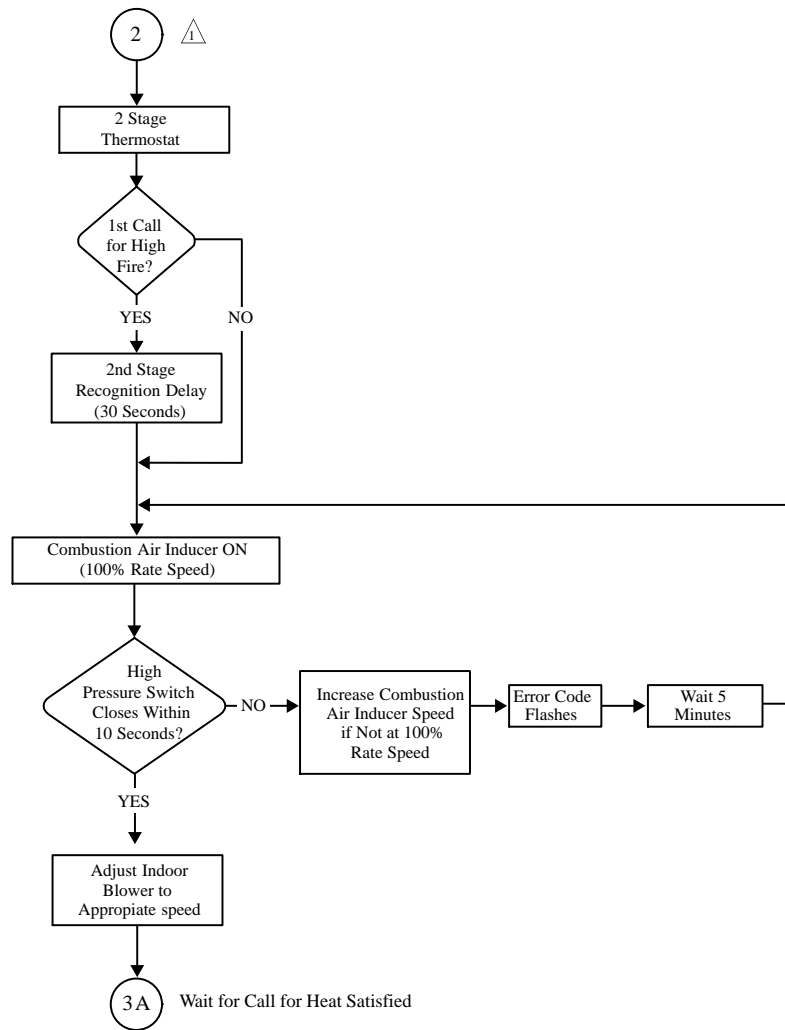 2
1
2 Stage
Thermostat
1st Call
for High
Fire?
YES
NO
2nd Stage
Recognition Delay
(30 Seconds)
Combustion Air Inducer ON
(100% Rate Speed)
High
Pressure Switch
Closes Within
10 Seconds?
NO
Increase Combustion
Air Inducer Speed
if Not at 100%
Rate Speed
Error Code
Flashes
Wait 5
Minutes
YES
Adjust Indoor
Blower to
Appropiate speed
3A
Wait for Call for Heat Satisfied